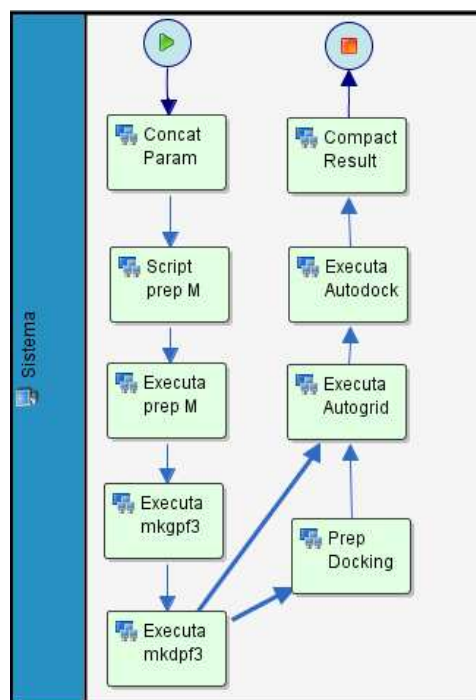 Sistema
Concat
Param
Script
prep M
Executa
prep M
Executa
mkgpf3
Executa
mkdpf3
Prep
Docking
Executa
Autogrid
Executa
Autodock
Compact
Result